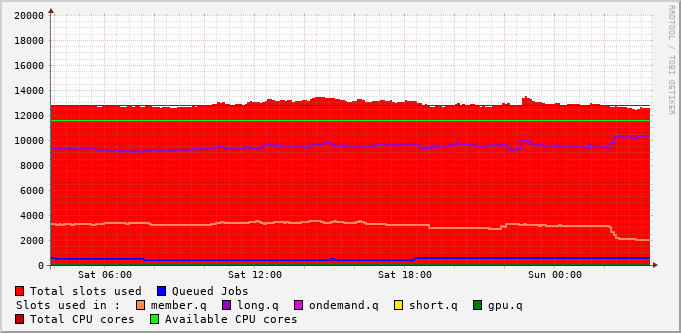 RRDTOOL / TOBI OETIKER
20000
18000
16000
14000
12000
10000
8000
6000
4000
2000
0
Sat 06:00 Sat 12:00 Sat 18:00 Sun 00:00
Total slots used Queued Jobs
Slots used in : member.q long.q ondemand.q short.q gpu.q
Total CPU cores Available CPU cores